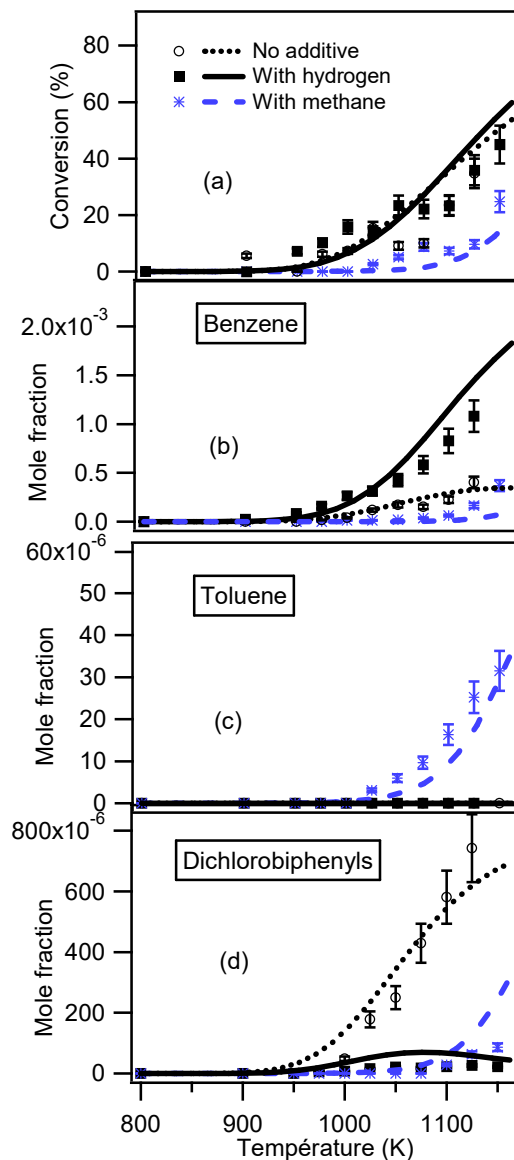 80
60
40
20
0
Conversion (%)
No additive
With hydrogen
With methane
(a)
2.0x10-3
1.5
1.0
0.5
0.0
Mole fraction
Benzene
(b)
60x10-6
50
40
30
20
10
0
Mole fraction
Toluene
(c)
800x10-6
600
400
200
0
Mole fraction
Dichlorobiphenyls
(d)
800
900
1000
1100
Température (K)